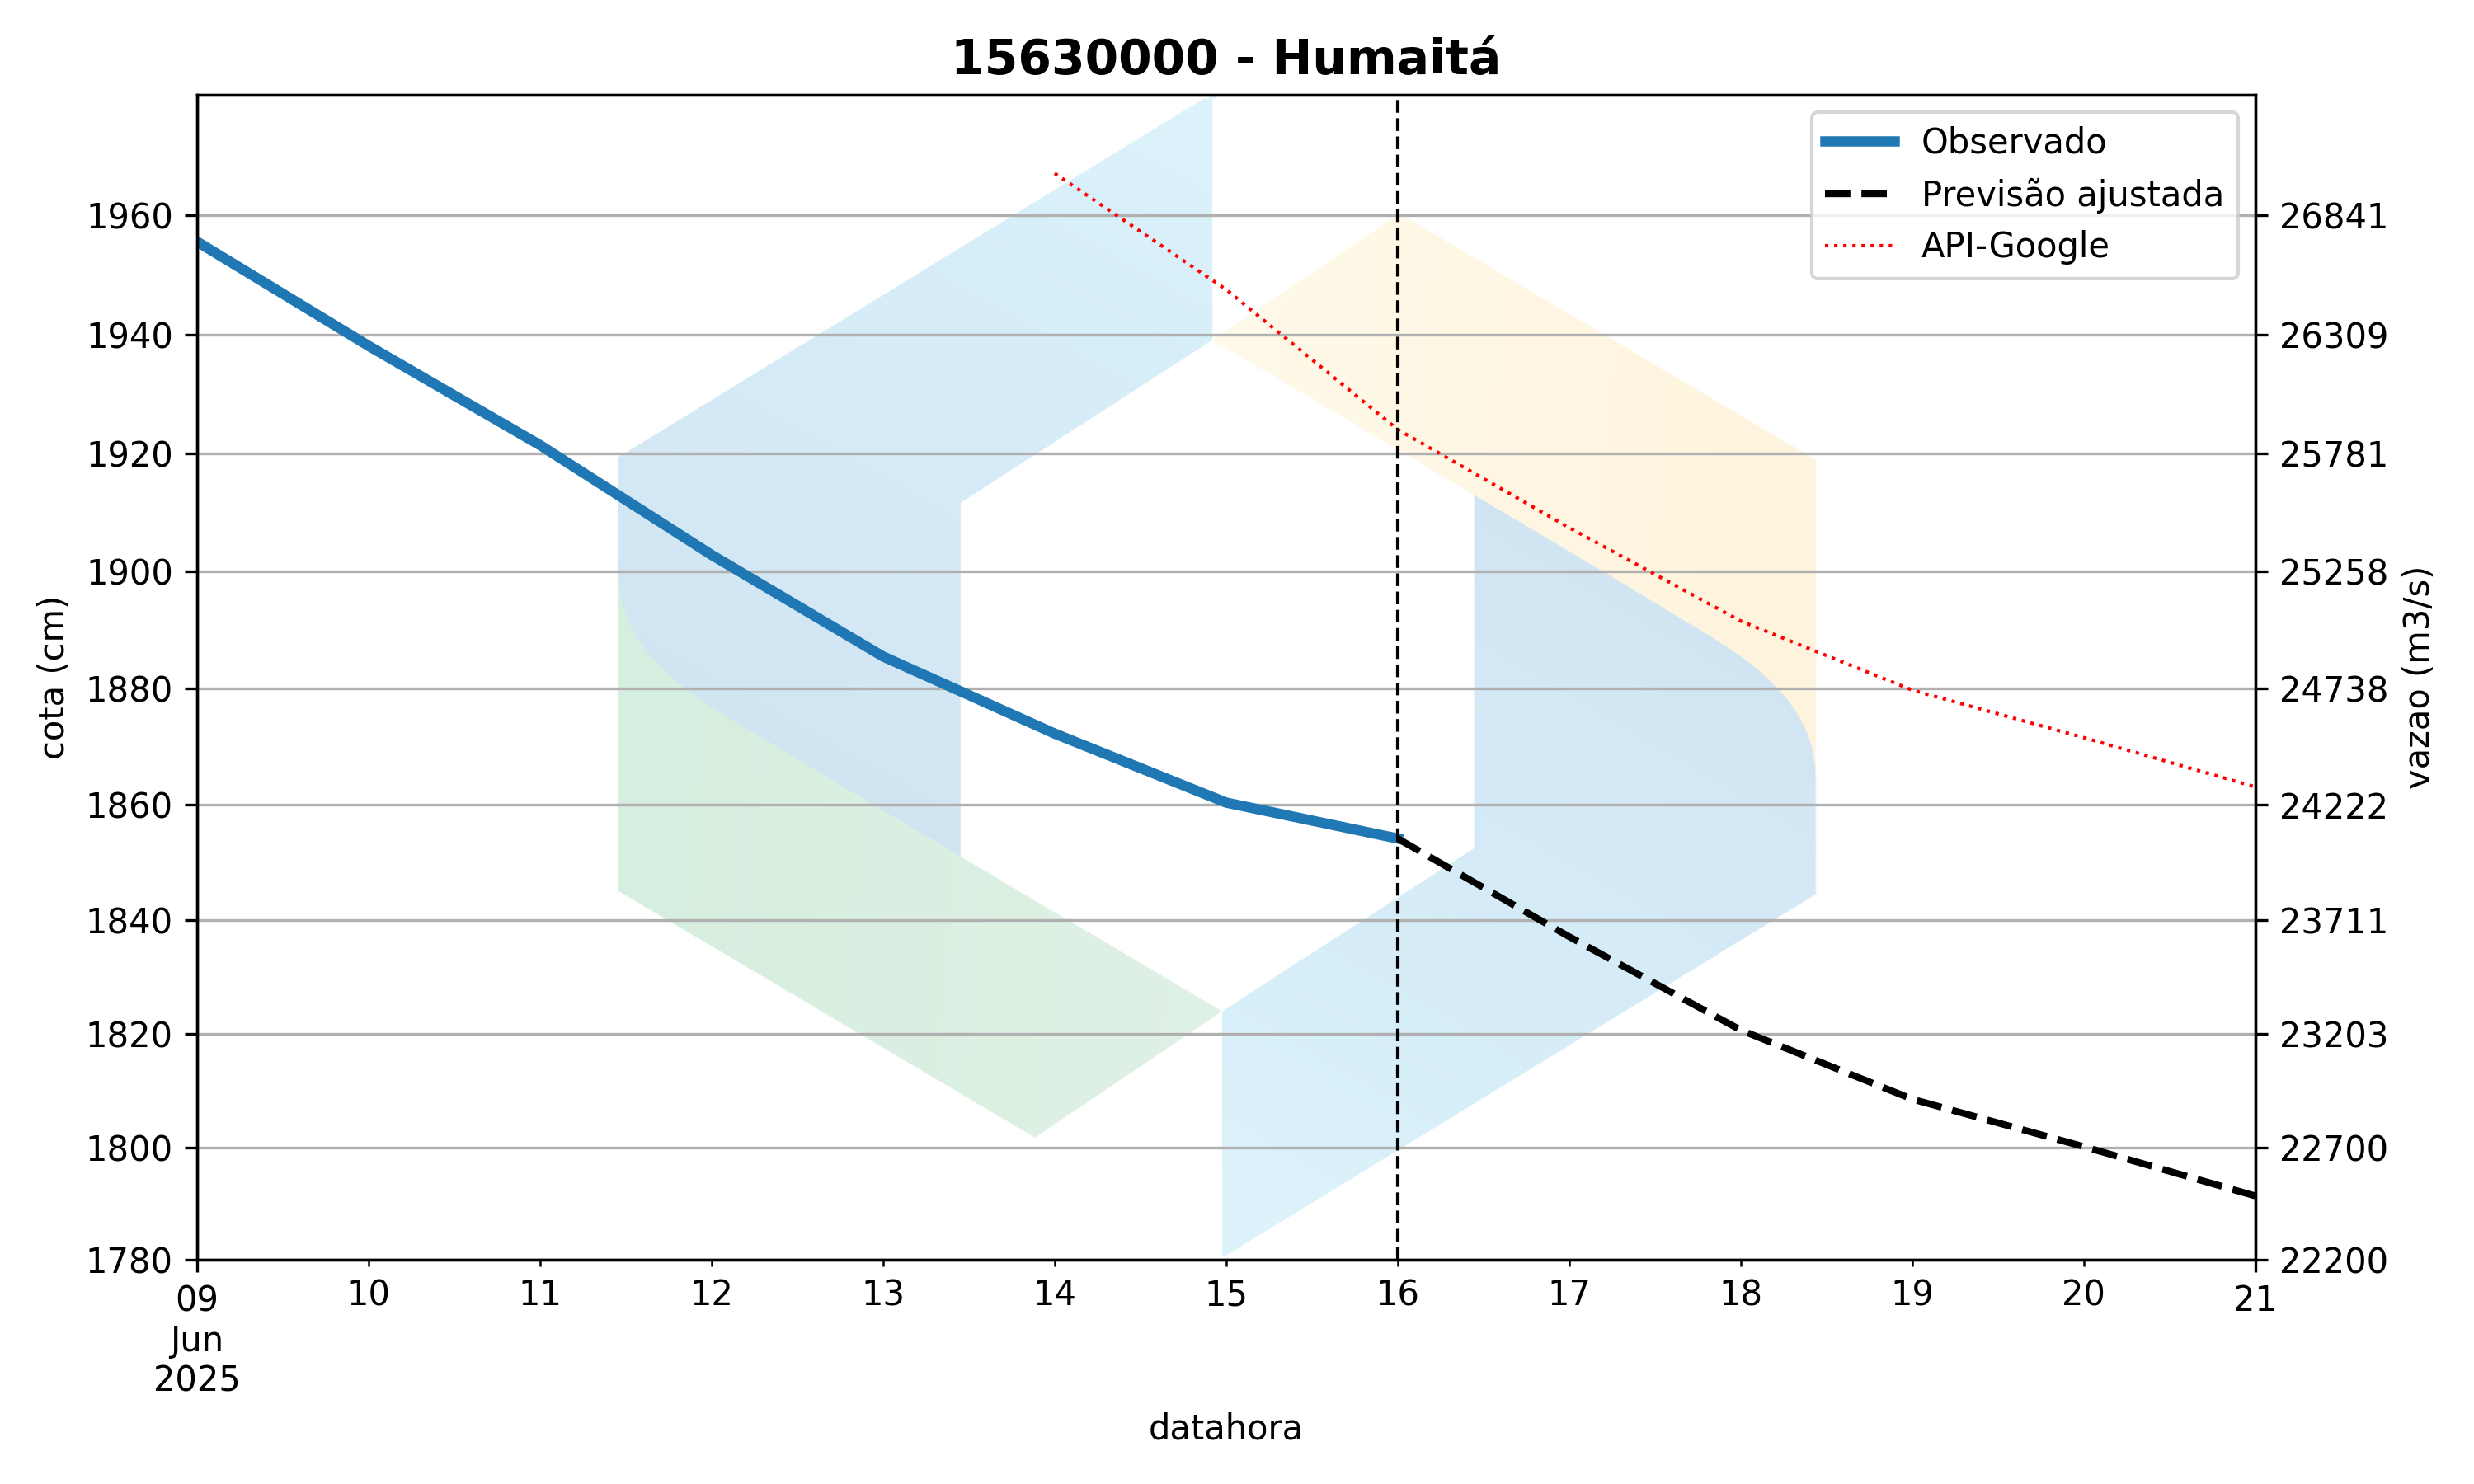 15630000 - Humaitá
Observado
Previsão ajustada
API-Google
cota (cm)
1960
1940
1920
1900
1880
1860
1840
1820
1800
1780
26841
26309
25781
25258
24738
24222
23711
23203
22700
22200
vazao (m3/s)
09 10 11 12 13 14 15 16 17 18 19 20 21
Jun
2025
datahora